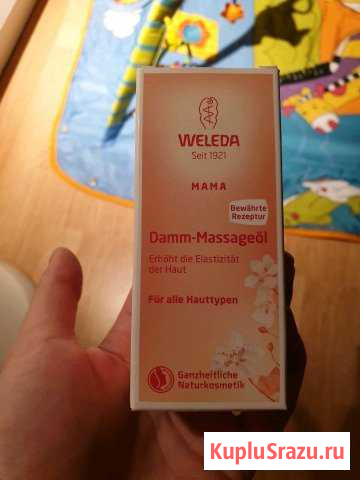 WELEDA
Seit 1921
MAMA
Bewährte
Rezeptur
Damm-Massageöl
Erhöht die Elastizität
der Haut
Für alle Hauttypen
Ganzheitliche
Naturkosmetik
KupluSrazu.ru